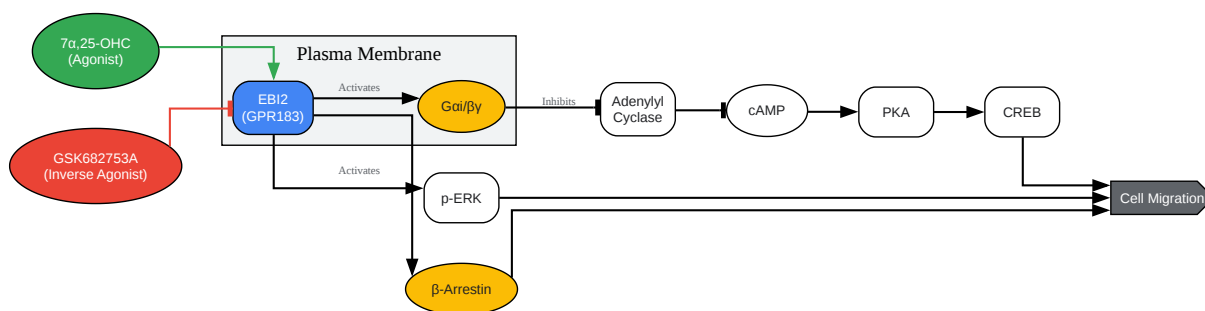 7α,25-OHC
(Agonist)
Plasma Membrane
EBI2
(GPR183)
Activates
Gαi/βγ
Inhibits
Adenylyl
Cyclase
cAMP
PKA
CREB
GSK682753A
(Inverse Agonist)
Activates
p-ERK
Cell Migration
β-Arrestin